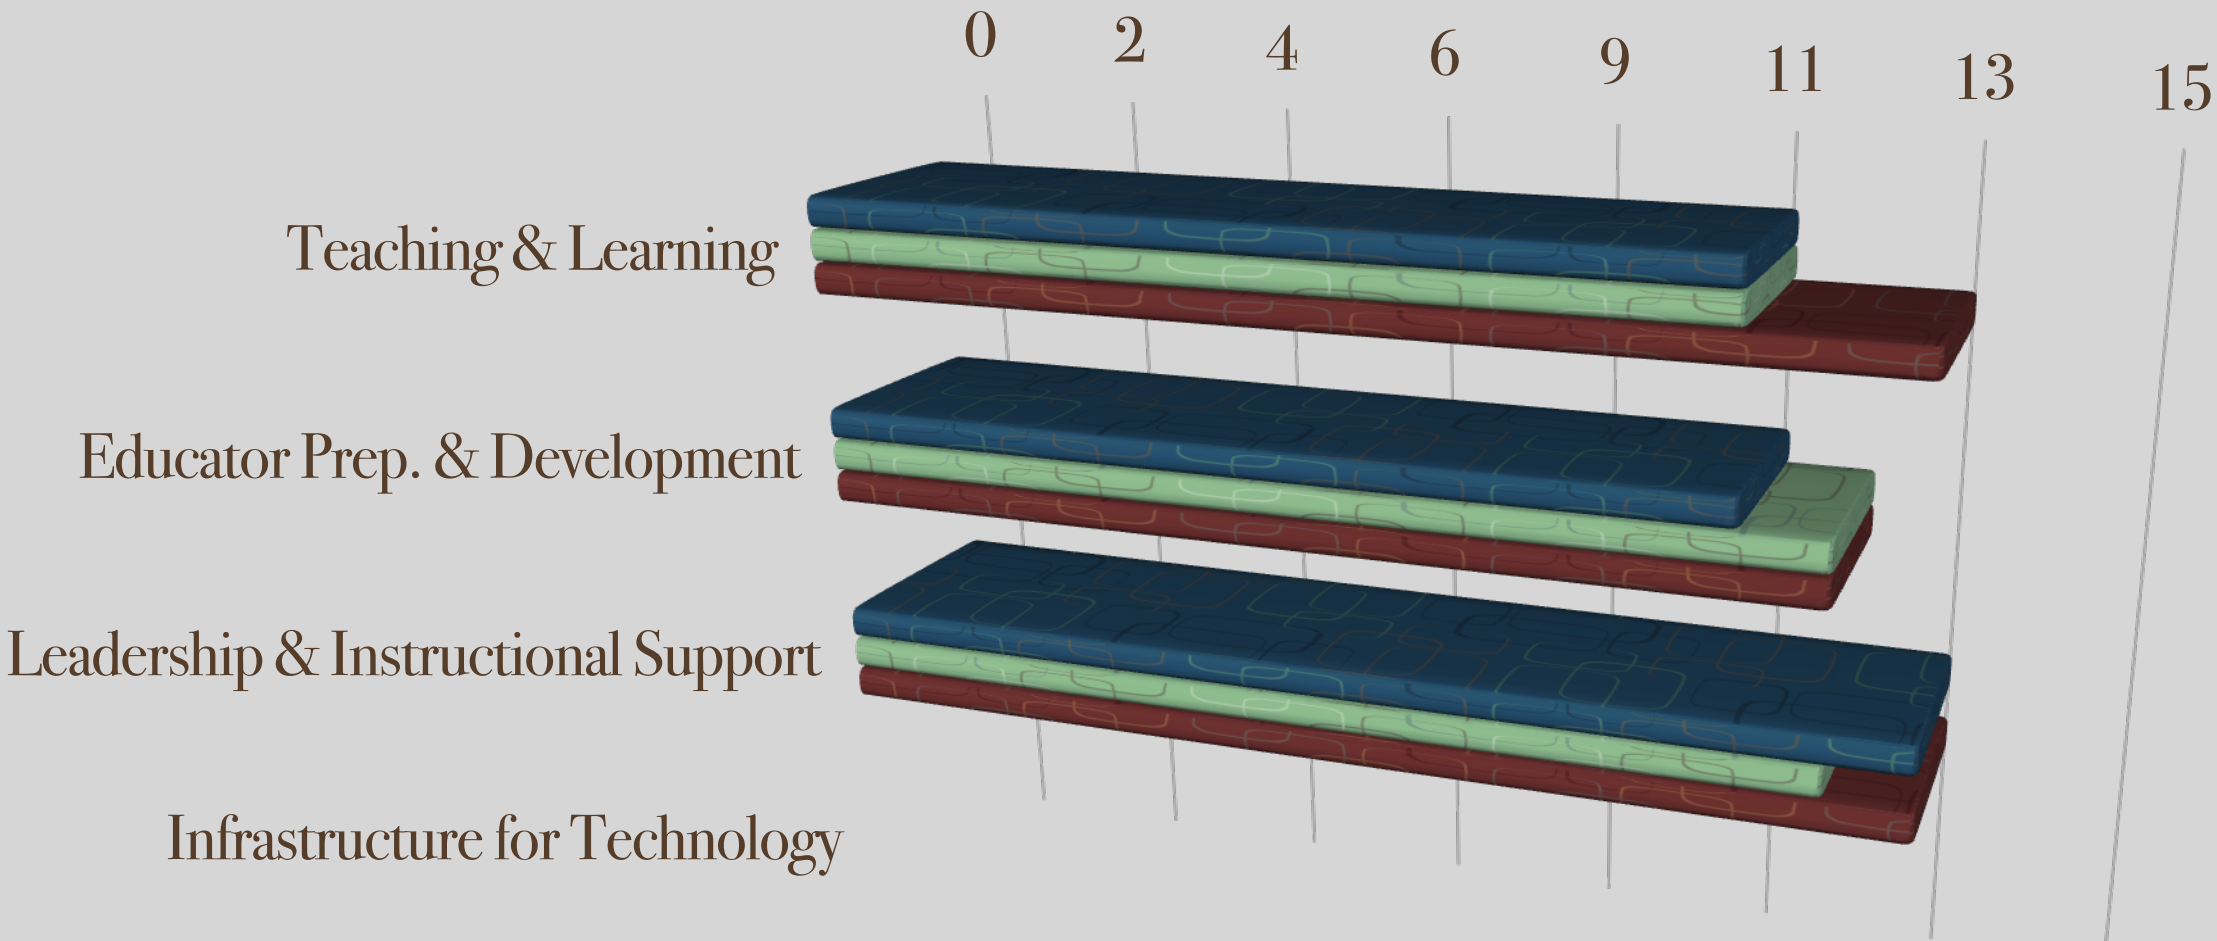 0 2 4 6 9 11 13 15
Teaching & Learning
Educator Prep. & Development
Leadership & Instructional Support
Infrastructure for Technology